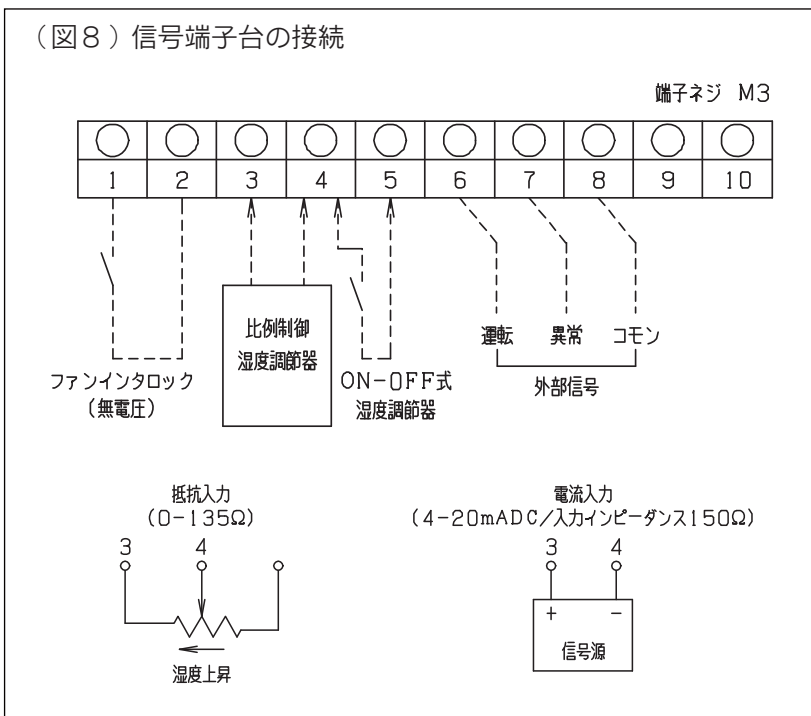 (図8)信号端子台の接続
端子ネジ M3
1 2 3 4 5 6 7 8 9 10
比例制御
湿度調節器
運転 異常 コモン
ファンインタロック
(無電圧)
ON-OFF式
湿度調節器
外部信号
抵抗入力
(0-135Ω)
3 4
湿度上昇
電流入力
(4-20mADC/入力インピーダンス150Ω)
3 4
+ -
信号源